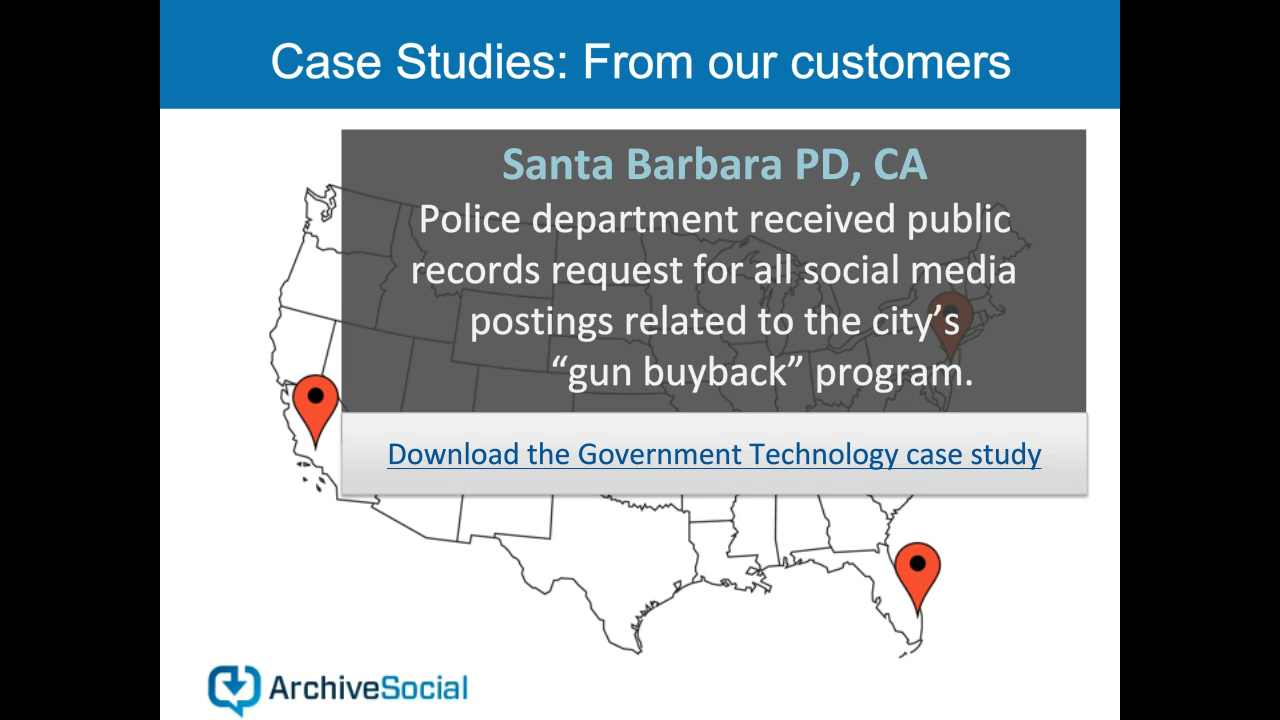 Case Studies: From our customers
Santa Barbara PD, CA
Police department received public
records request for all social media
postings related to the city’s
“gun buyback” program.
Download the Government Technology case study
ArchiveSocial